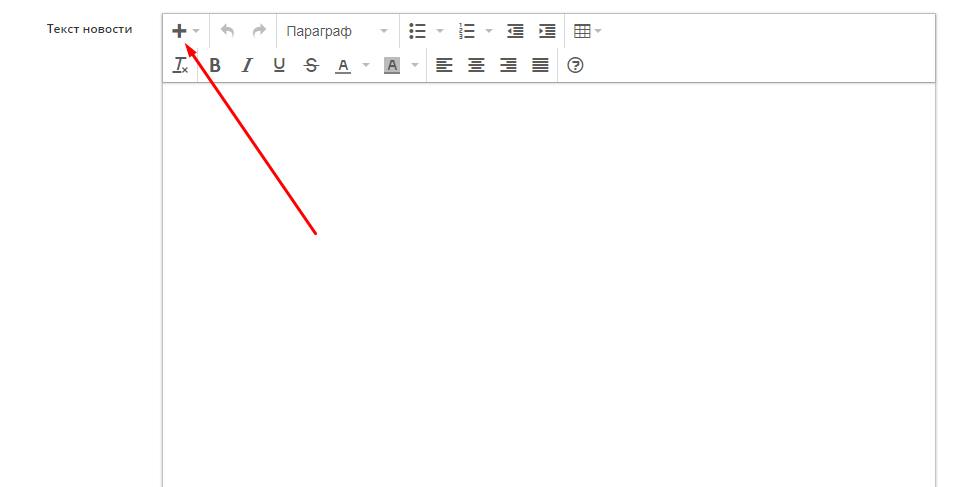 Текст новости
Параграф